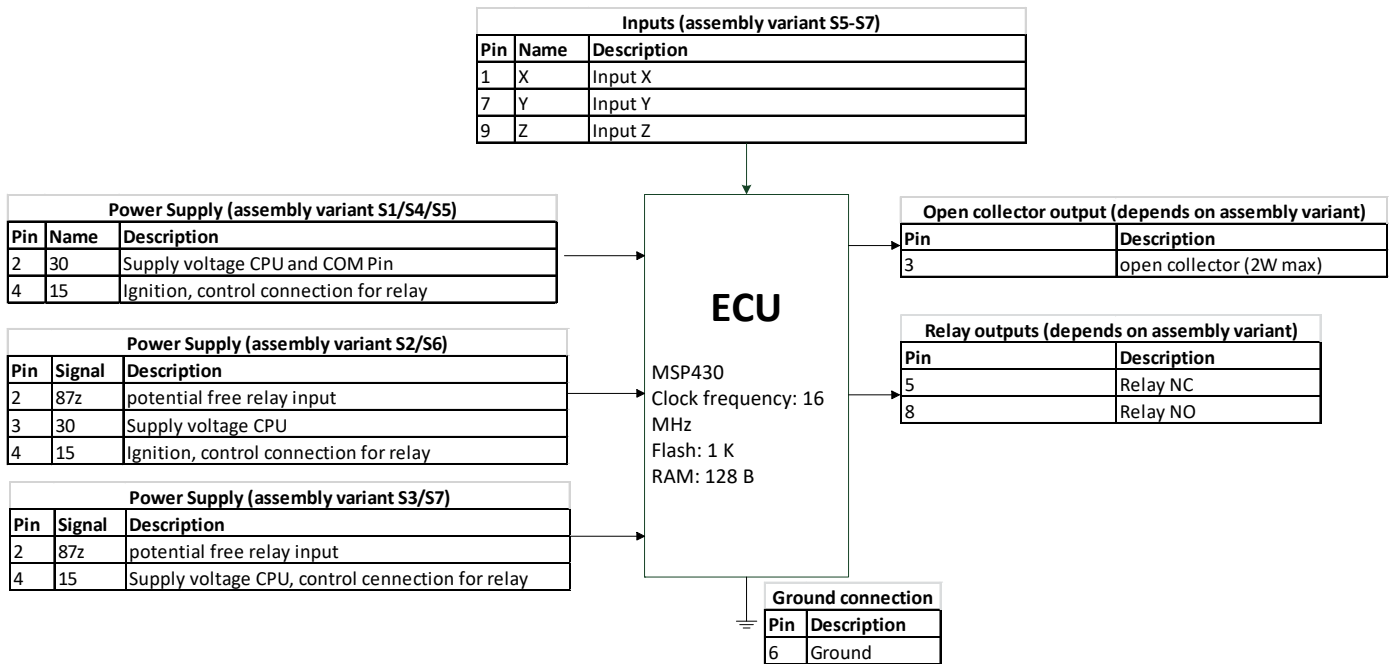 Inputs (assembly variant S5-S7)
Pin Name Description
1 X Input X
7 Y Input Y
9 Z Input Z
Power Supply (assembly variant S1/S4/S5)
Pin Name Description
2 30 Supply voltage CPU and COM Pin
4 15 Ignition, control connection for relay
Power Supply (assembly variant S2/S6)
Pin Signal Description
2 87z potential free relay input
3 30 Supply voltage CPU
4 15 Ignition, control connection for relay
Power Supply (assembly variant S3/S7)
Pin Signal Description
2 87z potential free relay input
4 15 Supply voltage CPU, control cennection for relay
ECU
MSP430
Clock frequency: 16
MHz
Flash: 1 K
RAM: 128 B
Open collector output (depends on assembly variant)
Pin Description
3 open collector (2W max)
Relay outputs (depends on assembly variant)
Pin Description
5 Relay NC
8 Relay NO
Ground connection
Pin Description
6 Ground